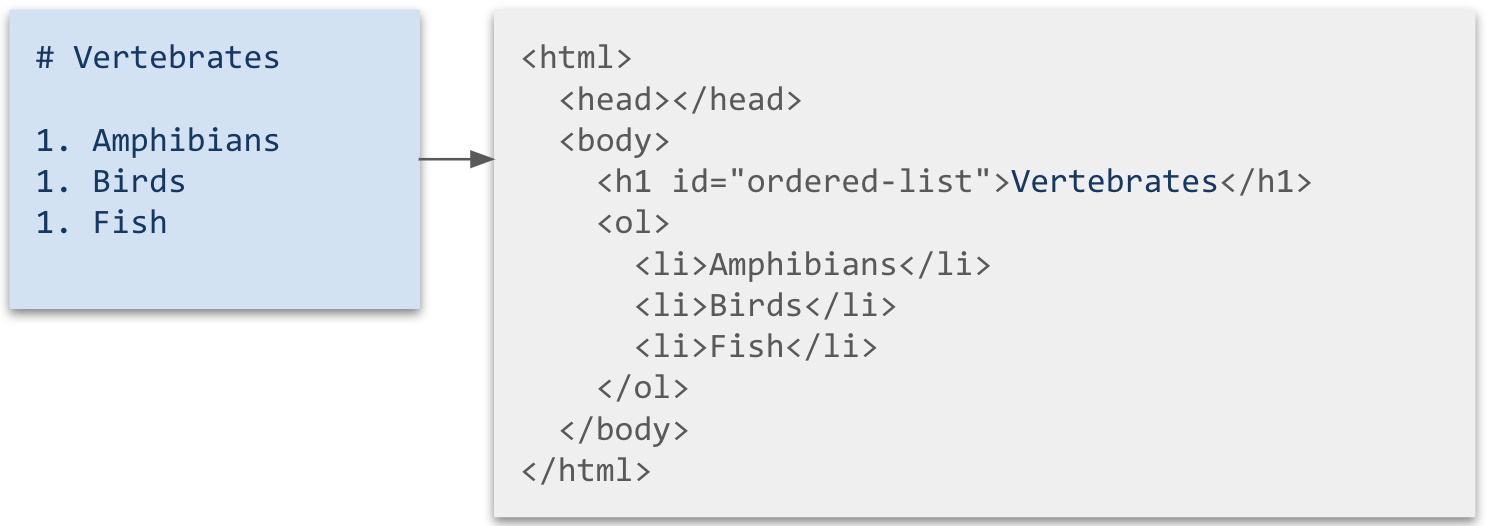 # Vertebrates
1. Amphibians
1. Birds
1. Fish
<html>
<head></head>
<body>
<h1 id="ordered-list">Vertebrates</h1>
<ol>
<li>Amphibians</li>
<li>Birds</li>
<li>Fish</li>
</ol>
</body>
</html>